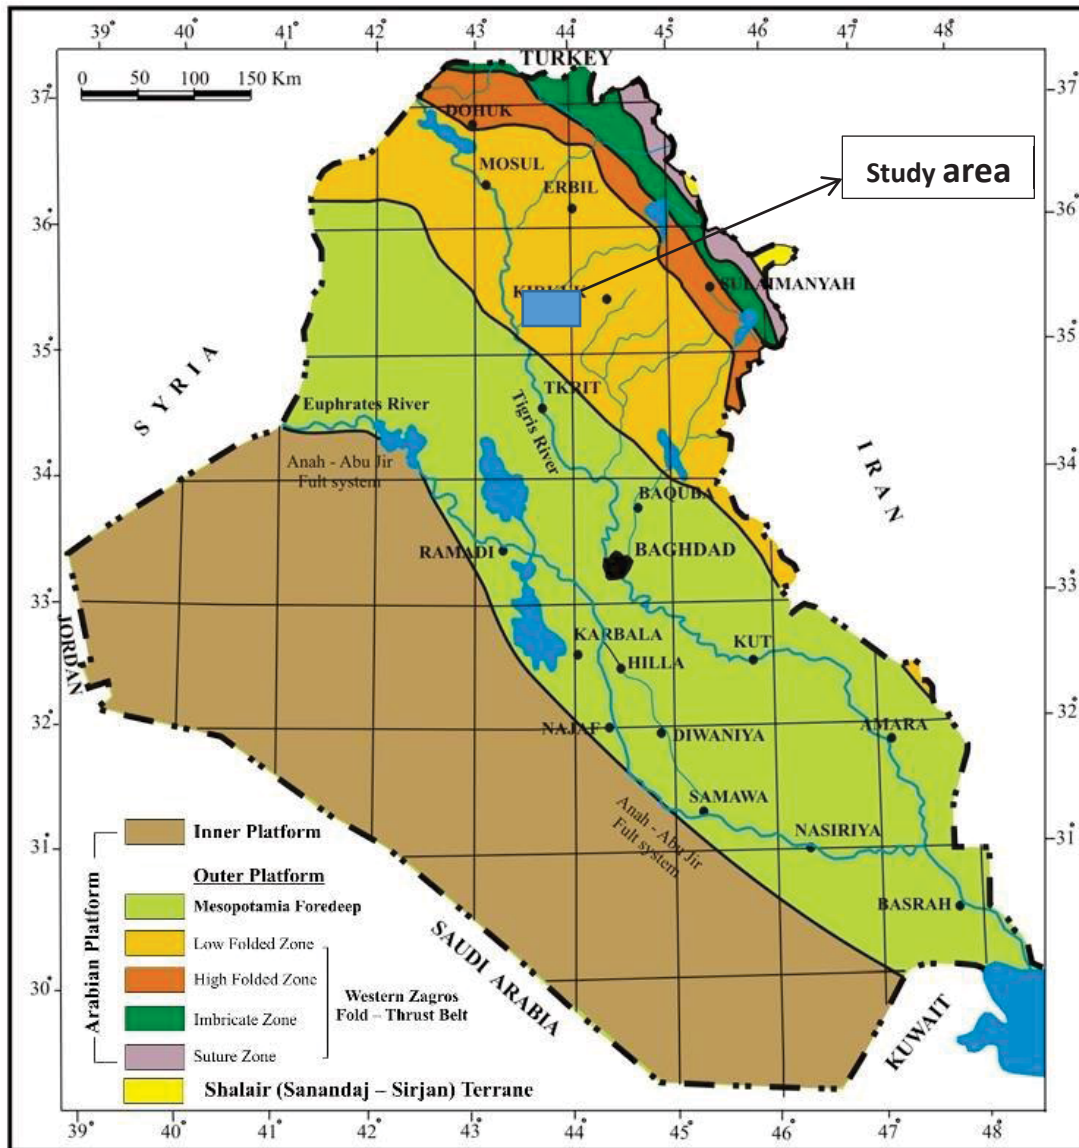 39° 40° 41° 42° 43° 44° 45° 46° 47° 48°
0 50 100 150 Km
TURKEY
37° 37°
DOHUK
MOSUL
Study area
ERBIL
36° 36°
KIRKUK
SULAIMANYAH
35° 35°
SYRIA
TKRIT
Euphrates River
Tigris River
IRAN
Anah - Abu Jir
Fult system
34° 34°
BAQUBA
RAMADI
BAGHDAD
33° 33°
JORDAN
KARBALA
KUT
HILLA
32° 32°
NAJAF
DIWANIYA
AMARA
SAMAWA
Anah - Abu Jir
Fult system
NASIRIYA
31° 31°
BASRAH
SAUDI ARABIA
30° 30°
KUWAIT
Arabian Platform
Inner Platform
Outer Platform
Mesopotamia Foredeep
Low Folded Zone
High Folded Zone
Western Zagros
Fold – Thrust Belt
Imbricate Zone
Suture Zone
Shalair (Sanandaj – Sirjan) Terrane
39° 40° 41° 42° 43° 44° 45° 46° 47° 48°